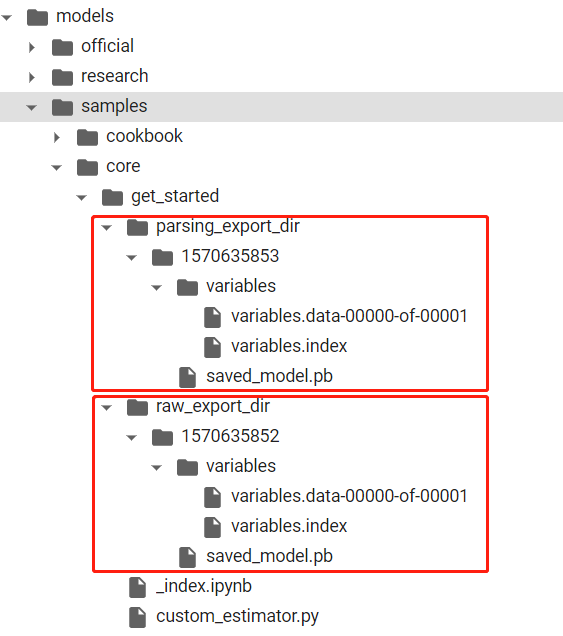 models
official
research
samples
cookbook
core
get_started
parsing_export_dir
1570635853
variables
variables.data-00000-of-00001
variables.index
saved_model.pb
raw_export_dir
1570635852
variables
variables.data-00000-of-00001
variables.index
saved_model.pb
_index.ipynb
custom_estimator.py